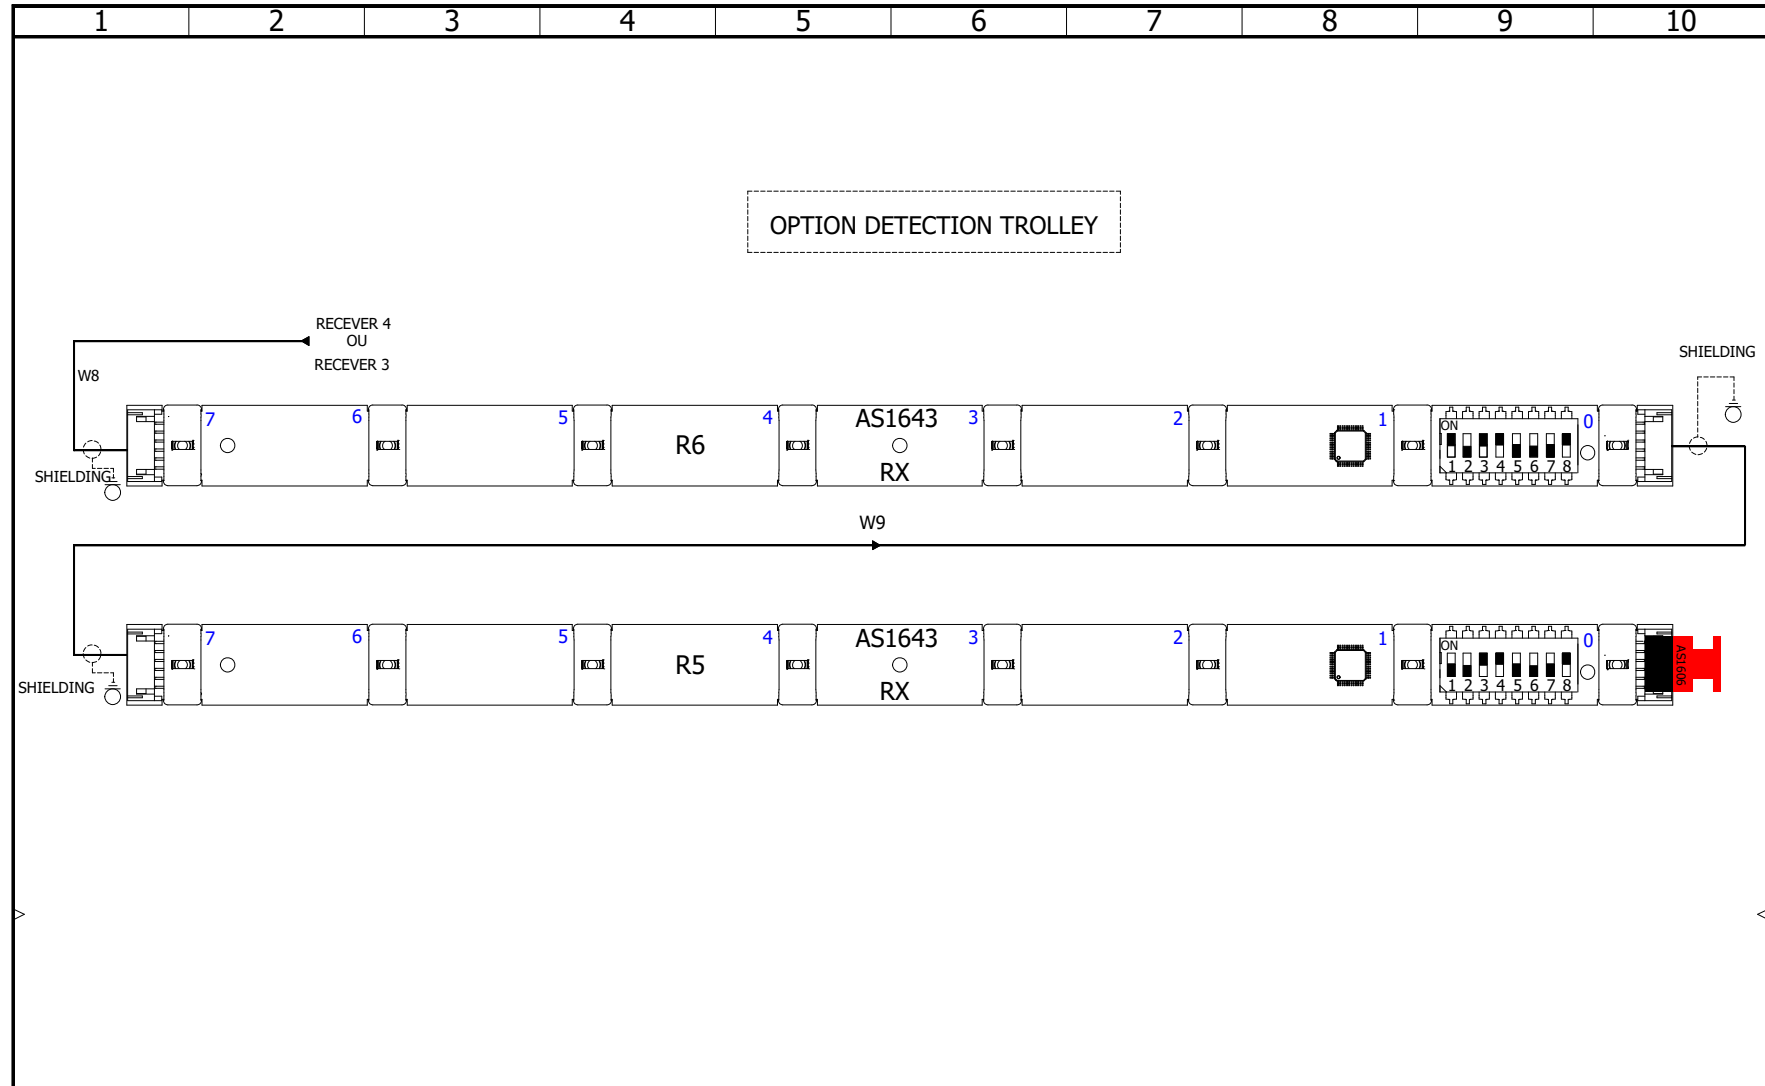 1 2 3 4 5 6 7 8 9 10
OPTION DETECTION TROLLEY
RECEVER 4
OU
RECEVER 3
SHIELDING
W8
7 6 5 4 AS1643 3 2 1 0
ON
R6
RX
1 2 3 4 5 6 7 8
SHIELDING
W9
7 6 5 4 AS1643 3 2 1 0
ON
R5
RX
1 2 3 4 5 6 7 8
AS1606
SHIELDING